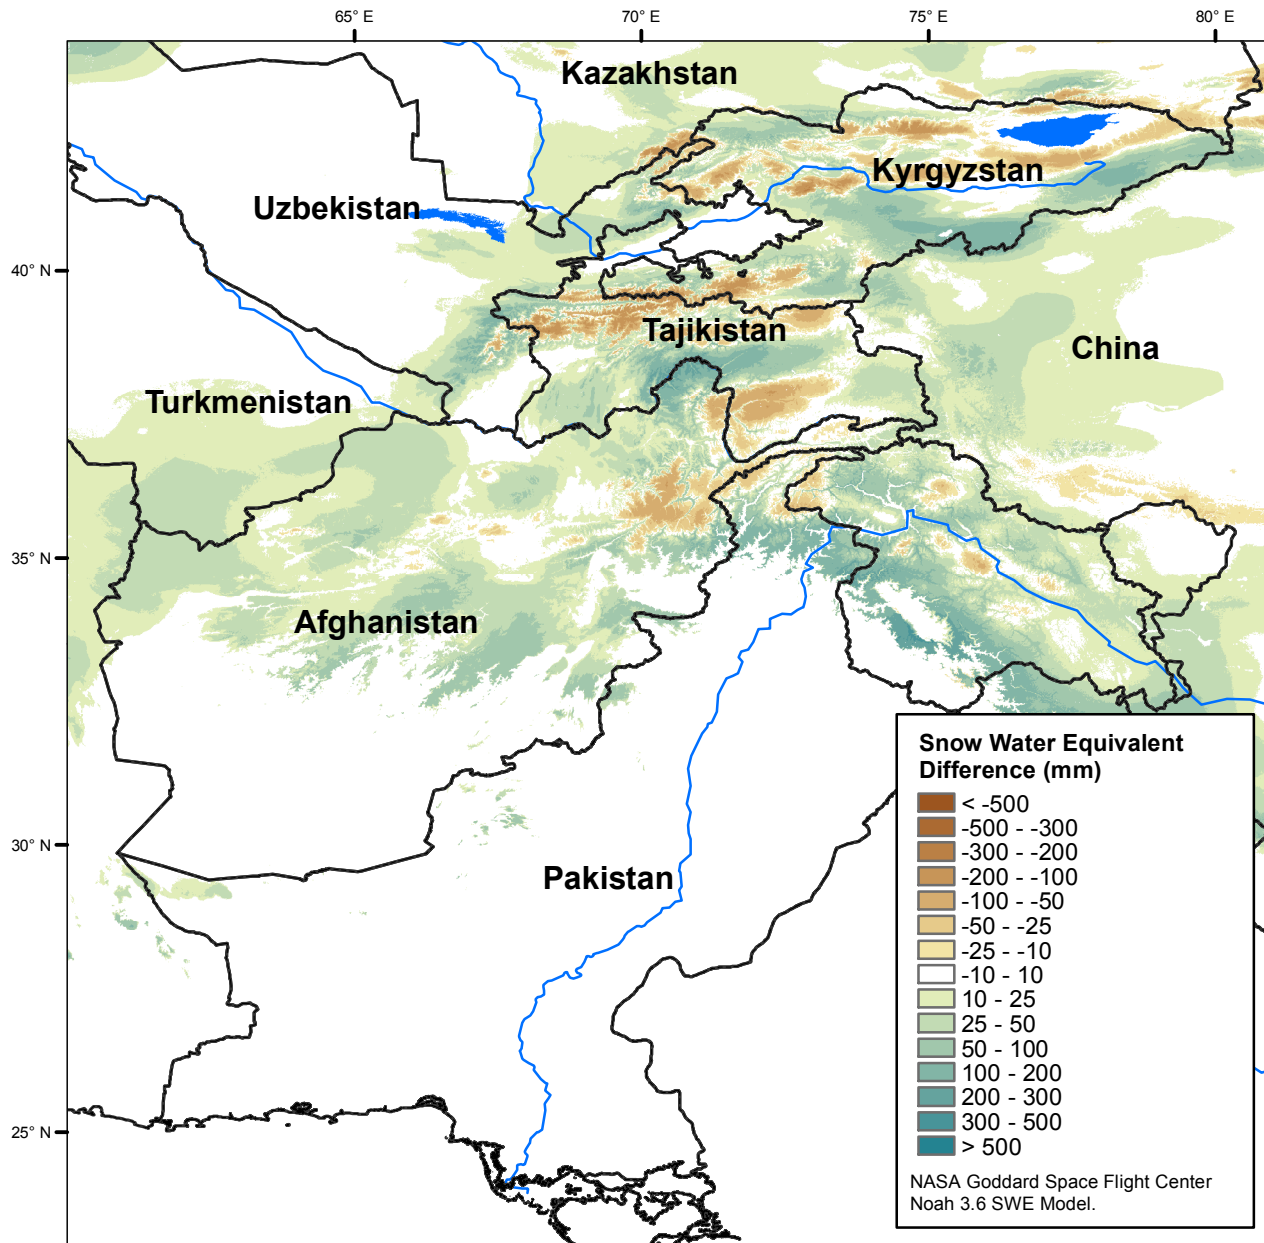 65° E 70° E 75° E 80° E
Kazakhstan
Kyrgyzstan
Uzbekistan
40° N
Tajikistan
China
Turkmenistan
35° N
Afghanistan
Snow Water Equivalent
Difference (mm)
< -500
-500 - -300
-300 - -200
-200 - -100
-100 - -50
-50 - -25
-25 - -10
-10 - 10
10 - 25
25 - 50
50 - 100
100 - 200
200 - 300
300 - 500
> 500
NASA Goddard Space Flight Center
Noah 3.6 SWE Model.
30° N
Pakistan
25° N